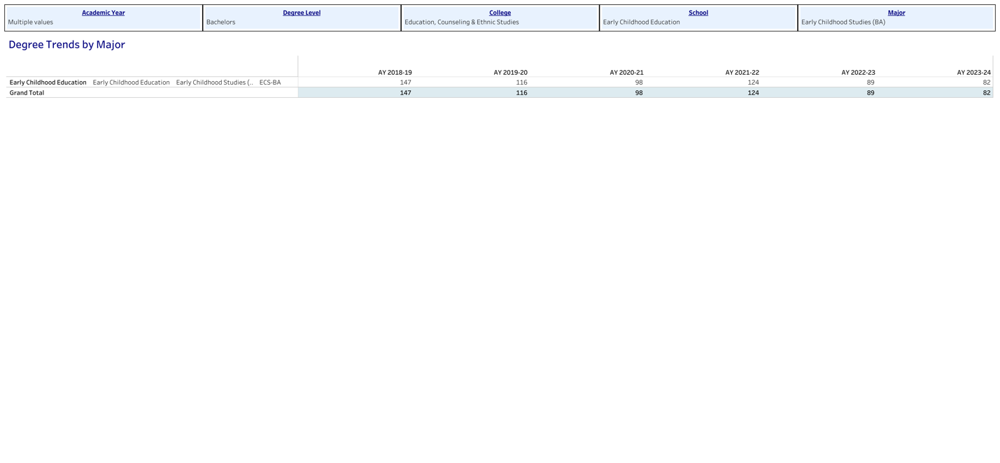 Academic Year Degree Level College School Major
Multiple values Bachelors Education, Counseling & Ethnic Studies Early Childhood Education Early Childhood Studies (BA)
Degree Trends by Major
AY 2018-19 AY 2019-20 AY 2020-21 AY 2021-22 AY 2022-23 AY 2023-24
Early Childhood Education Early Childhood Education Early Childhood Studies (.. ECS-BA 147 116 98 124 89 82
Grand Total 147 116 98 124 89 82